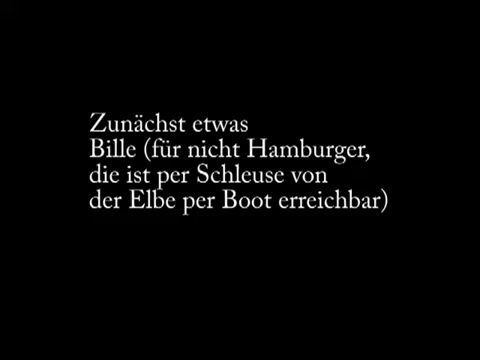 Zunächst etwas
Bille (für nicht Hamburger,
die ist per Schleuse von
der Elbe per Boot erreichbar)